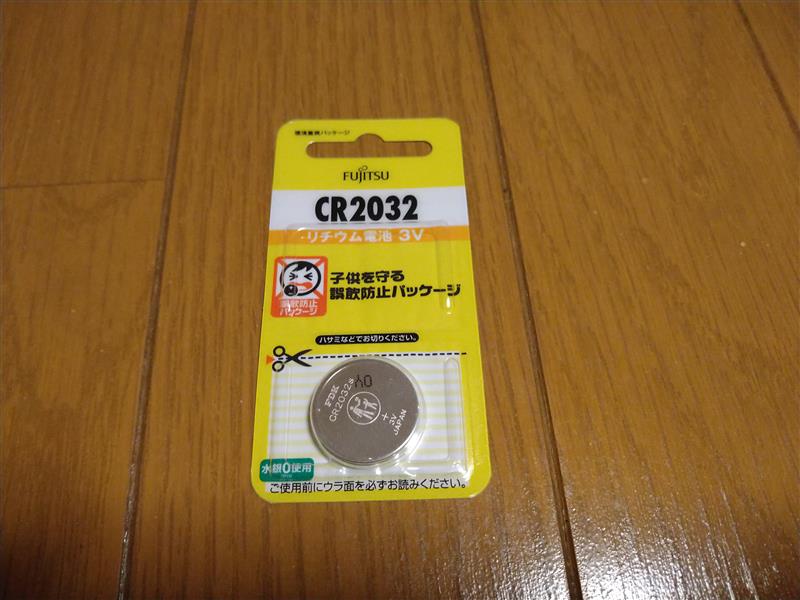 環境重視パッケージ
FUJITSU
CR2032
リチウム電池 3V
誤飲防止
パッケージ
子供を守る
誤飲防止パッケージ
ハサミなどでお切りください。
FDK
CR2032
+
3V
JAPAN
水銀0使用
ご使用前にウラ面を必ずお読みください。